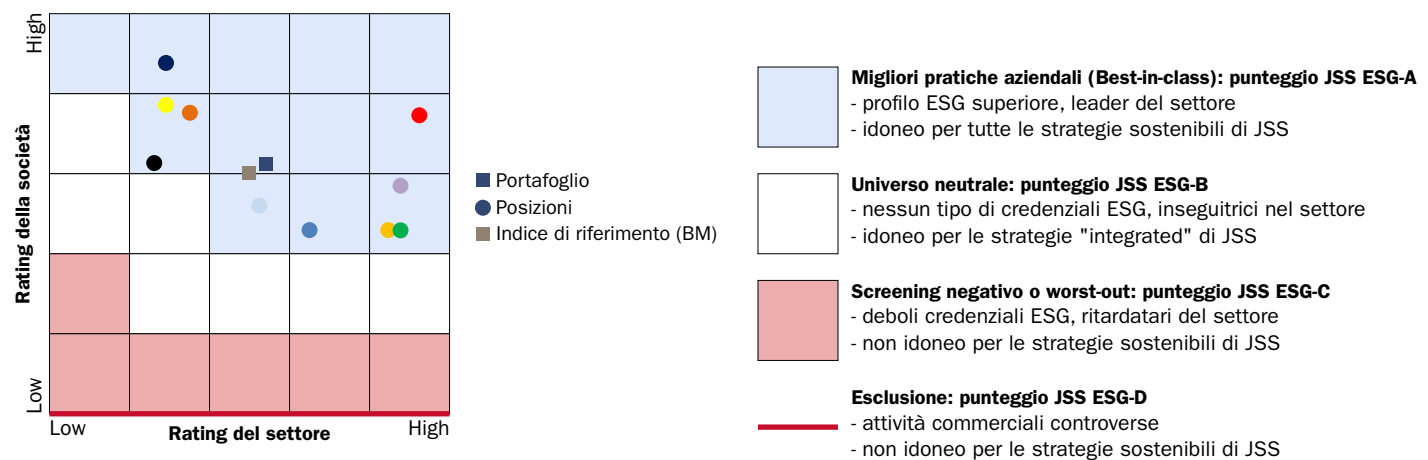 High
Rating della società
Low
Low
Rating del settore
High
Portafoglio
Posizioni
Indice di riferimento (BM)
Migliori pratiche aziendali (Best-in-class): punteggio JSS ESG-A
- profilo ESG superiore, leader del settore
- idoneo per tutte le strategie sostenibili di JSS
Universo neutrale: punteggio JSS ESG-B
- nessun tipo di credenziali ESG, inseguitrici nel settore
- idoneo per le strategie "integrated" di JSS
Screening negativo o worst-out: punteggio JSS ESG-C
- deboli credenziali ESG, ritardatari del settore
- non idoneo per le strategie sostenibili di JSS
Esclusione: punteggio JSS ESG-D
- attività commerciali controverse
- non idoneo per le strategie sostenibili di JSS